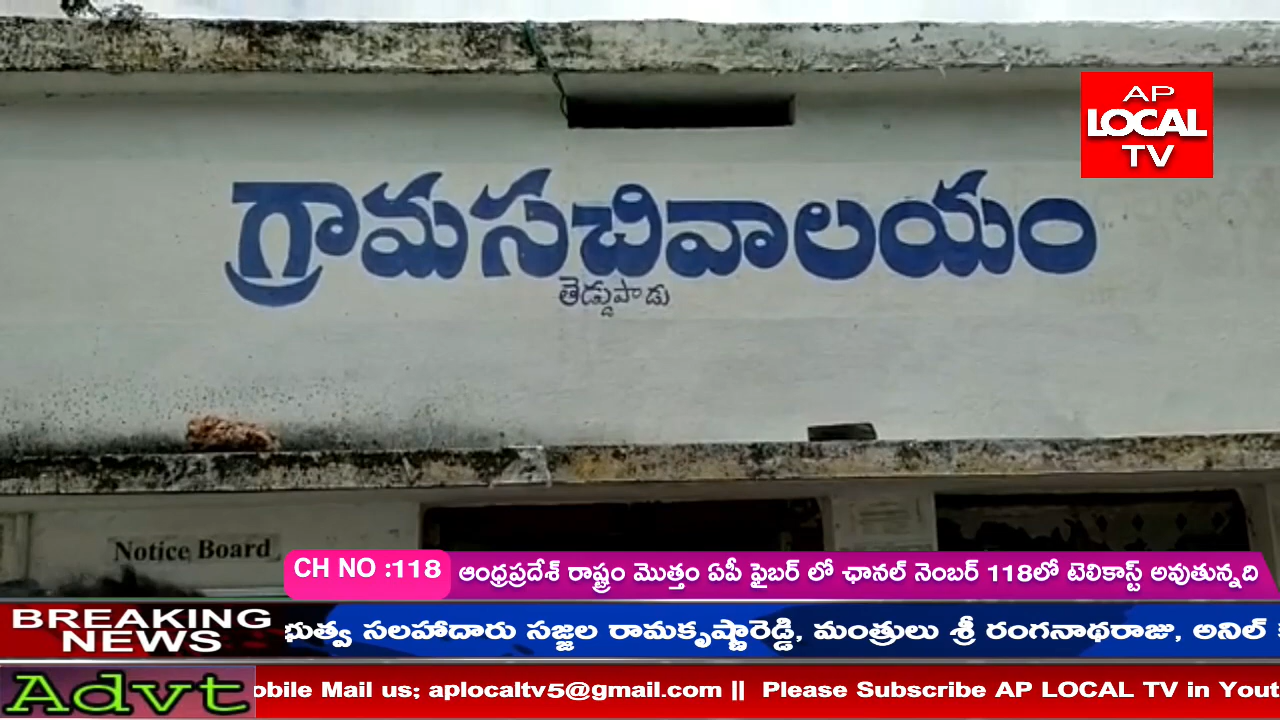 AP
LOCAL
TV
గ్రామసచివాలయం
తెడ్డుపాడు
Notice Board
CH NO :118
ఆంధ్రప్రదేశ్ రాష్ట్రం మొత్తం ఏపీ ఫైబర్ లో ఛానల్ నెంబర్ 118లో టెలికాస్ట్ అవుతున్నది
BREAKING
NEWS
భుత్వ సలహాదారు సజ్జల రామకృష్ణారెడ్డి, మంత్రులు శ్రీ రంగనాథరాజు, అనిల్
Advt
obile Mail us; aplocaltv5@gmail.com || Please Subscribe AP LOCAL TV in Yout